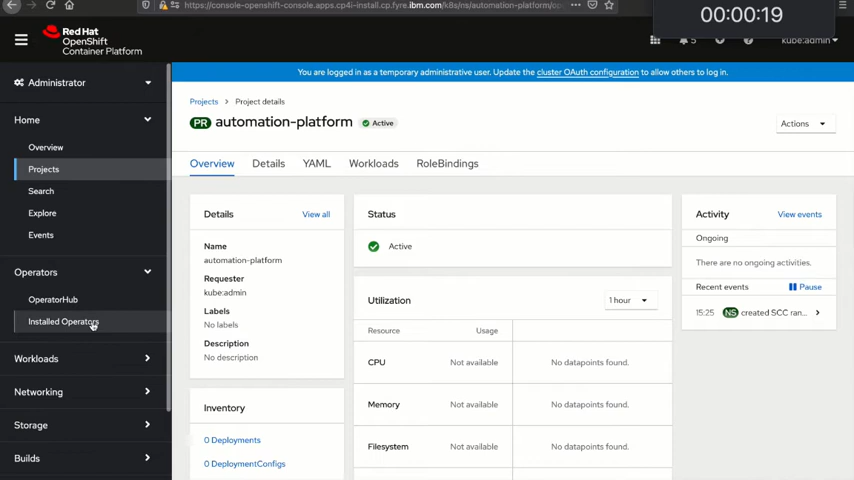 https://console-openshift-console.apps.cp4i-install.cp.fyre.ibm.com/k8s/ns/automation-platform/
00:00:19
Red Hat
OpenShift
Container Platform
5
kube:admin
Administrator
You are logged in as a temporary administrative user. Update the cluster OAuth configuration to allow others to log in.
Home
Overview
Projects
Search
Explore
Events
Operators
OperatorHub
Installed Operators
Workloads
Networking
Storage
Builds
Projects > Project details
PR automation-platform Active
Actions
Overview Details YAML Workloads RoleBindings
Details View all
Name
automation-platform
Requester
kube:admin
Labels
No labels
Description
No description
Inventory
0 Deployments
0 DeploymentConfigs
Status
Active
Utilization 1 hour
Resource Usage
CPU Not available No datapoints found.
Memory Not available No datapoints found.
Filesystem Not available No datapoints found.
Activity View events
Ongoing
There are no ongoing activities.
Recent events Pause
15:25 NS created SCC ran...